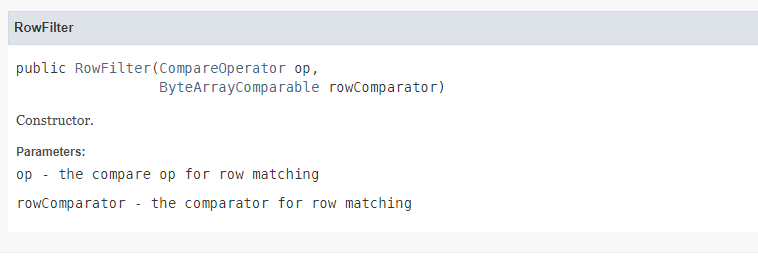 RowFilter
public RowFilter(CompareOperator op,
ByteArrayComparable rowComparator)
Constructor.
Parameters:
op - the compare op for row matching
rowComparator - the comparator for row matching